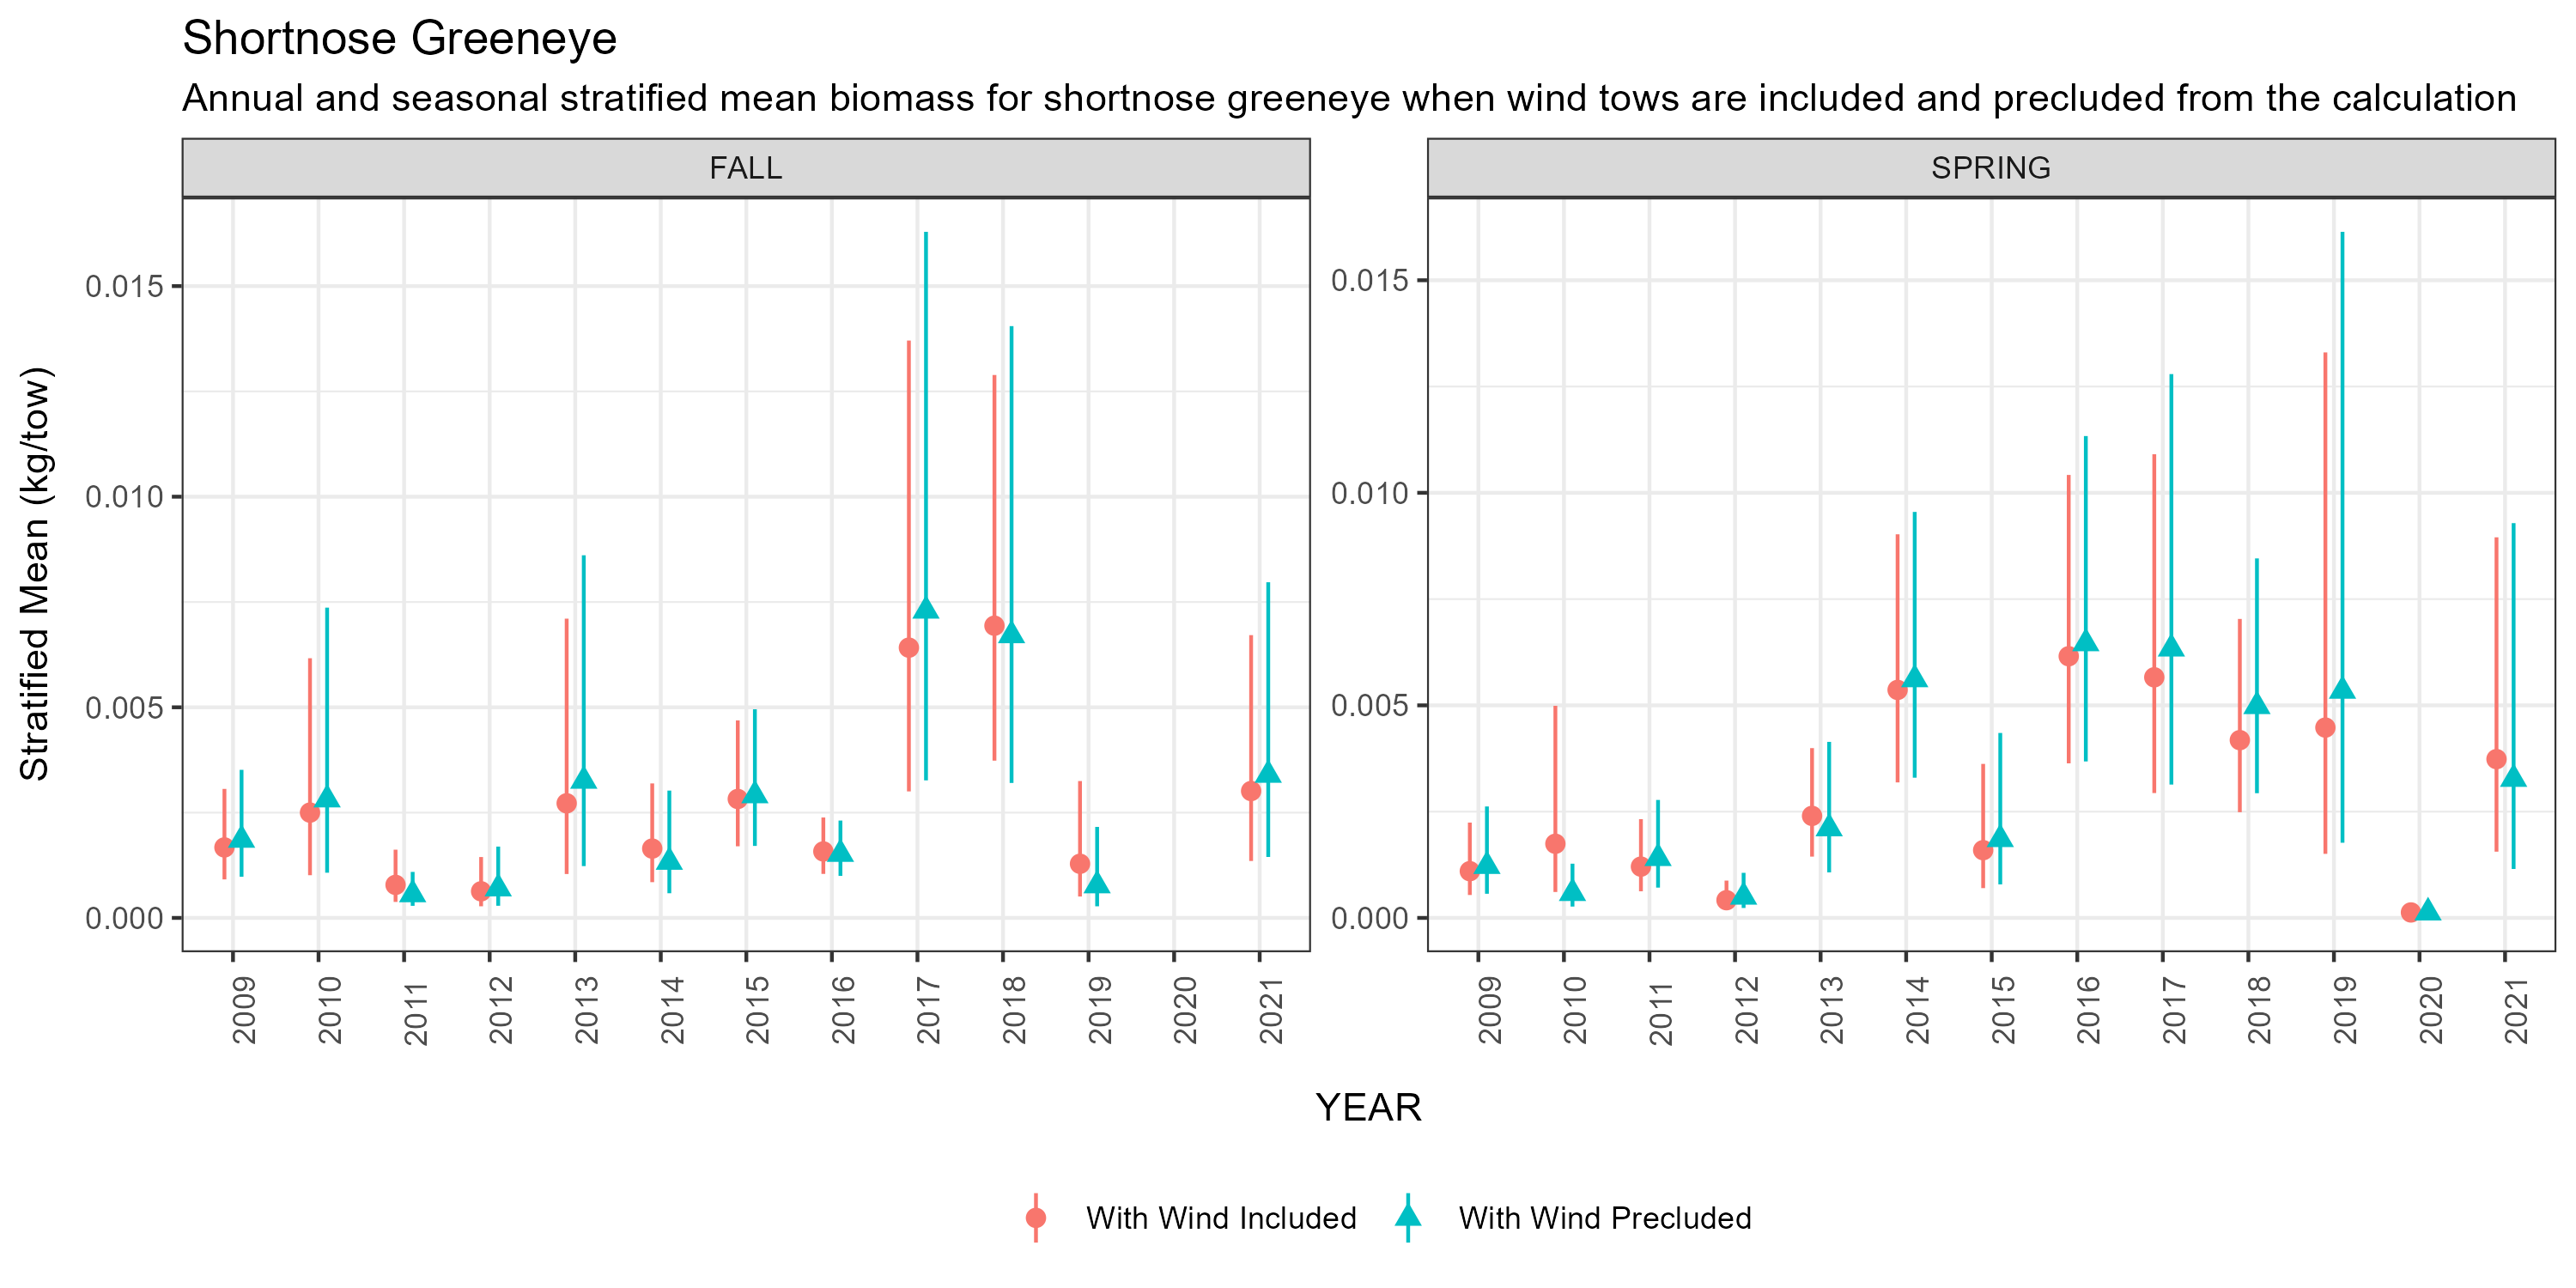 Shortnose Greeneye
Annual and seasonal stratified mean biomass for shortnose greeneye when wind tows are included and precluded from the calculation
FALL
SPRING
Stratified Mean (kg/tow)
0.015
0.010
0.005
0.000
0.015
0.010
0.005
0.000
2009 2010 2011 2012 2013 2014 2015 2016 2017 2018 2019 2020 2021
2009 2010 2011 2012 2013 2014 2015 2016 2017 2018 2019 2020 2021
YEAR
With Wind Included
With Wind Precluded